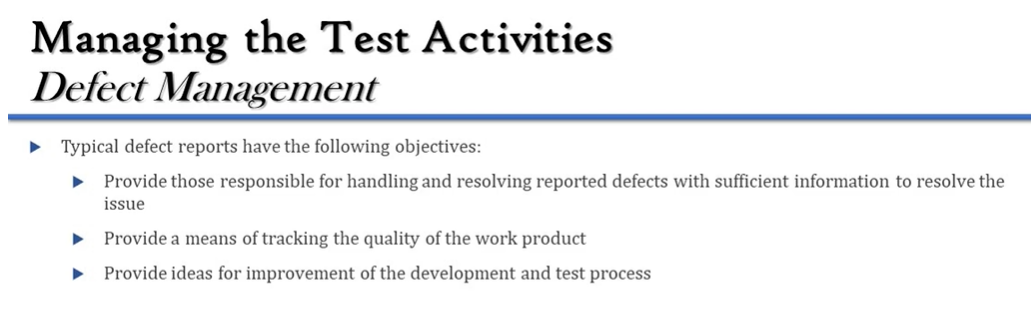 Managing the Test Activities
Defect Management
Typical defect reports have the following objectives:
Provide those responsible for handling and resolving reported defects with sufficient information to resolve the
issue
Provide a means of tracking the quality of the work product
Provide ideas for improvement of the development and test process